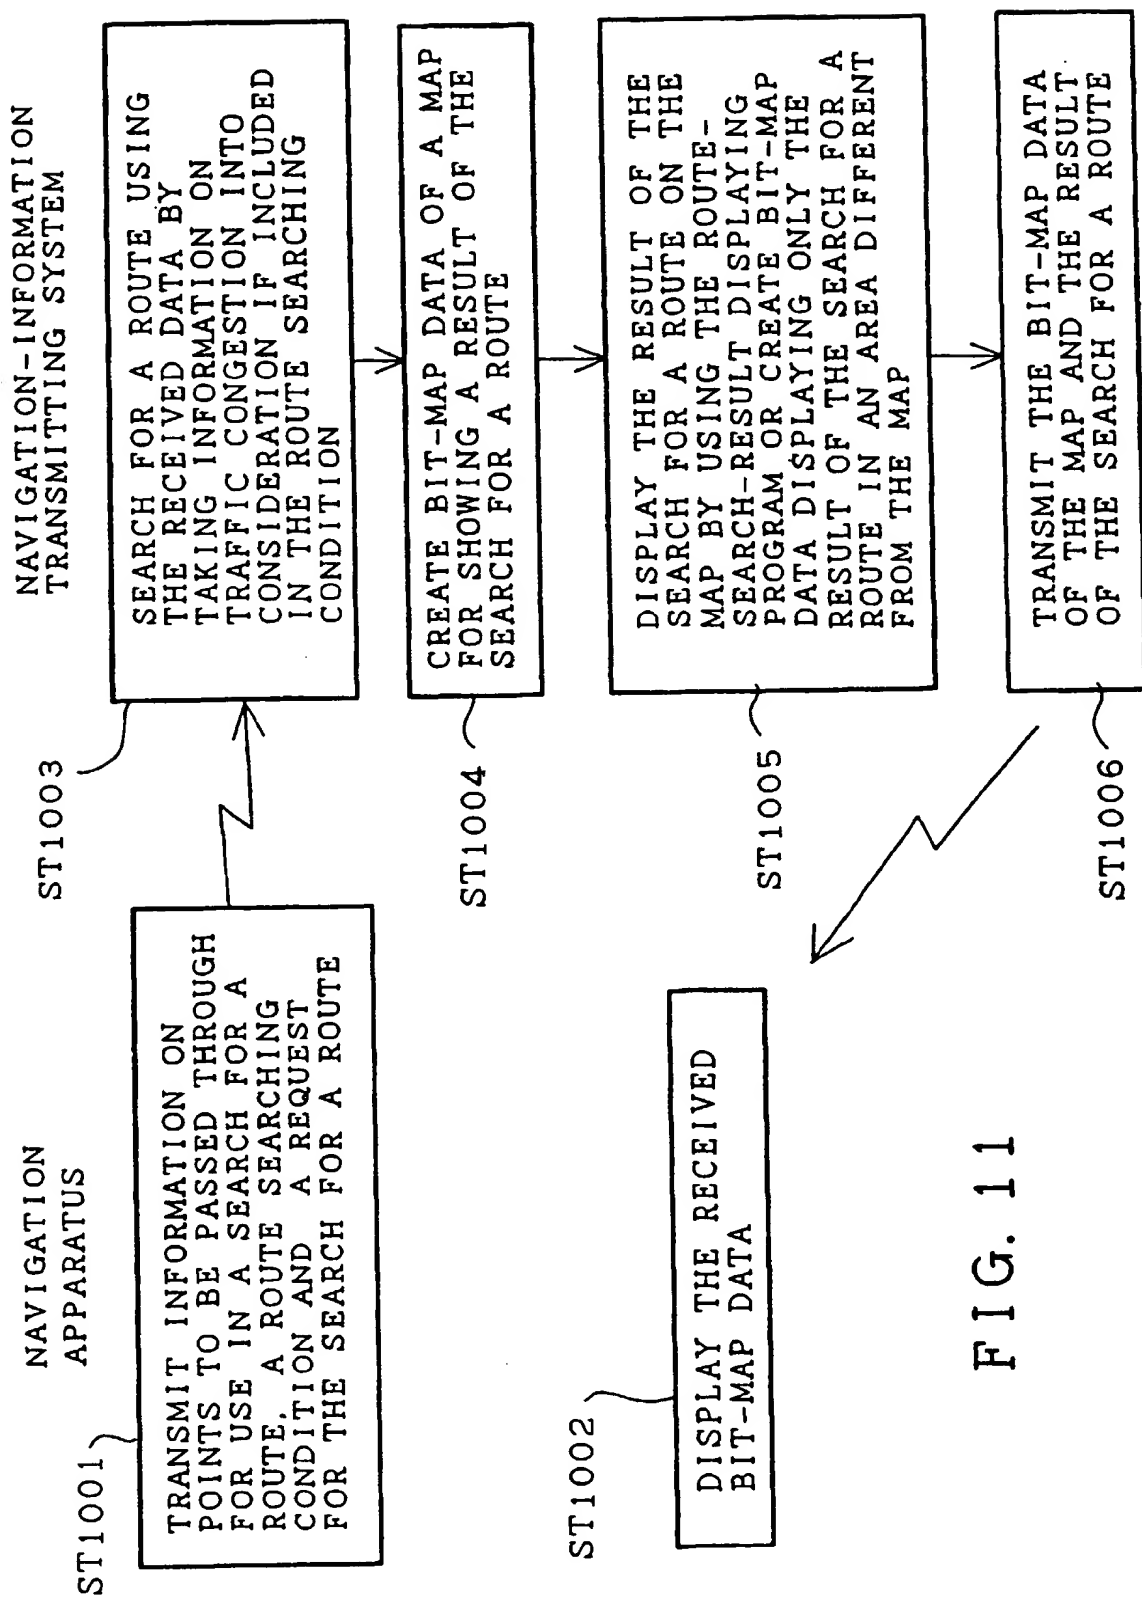 NAVIGATION
APPARATUS
ST1001
TRANSMIT INFORMATION ON
POINTS TO BE PASSED THROUGH
FOR USE IN A SEARCH FOR A
ROUTE, A ROUTE SEARCHING
CONDITION AND A REQUEST
FOR THE SEARCH FOR A ROUTE
ST1002
DISPLAY THE RECEIVED
BIT-MAP DATA
NAVIGATION-INFORMATION
TRANSMITTING SYSTEM
ST1003
SEARCH FOR A ROUTE USING
THE RECEIVED DATA BY
TAKING INFORMATION ON
TRAFFIC CONGESTION INTO
CONSIDERATION IF INCLUDED
IN THE ROUTE SEARCHING
CONDITION
ST1004
CREATE BIT-MAP DATA OF A MAP
FOR SHOWING A RESULT OF THE
SEARCH FOR A ROUTE
ST1005
DISPLAY THE RESULT OF THE
SEARCH FOR A ROUTE ON THE
MAP BY USING THE ROUTE-
SEARCH-RESULT DISPLAYING
PROGRAM OR CREATE BIT-MAP
DATA DISPLAYING ONLY THE
RESULT OF THE SEARCH FOR A
ROUTE IN AN AREA DIFFERENT
FROM THE MAP
ST1006
TRANSMIT THE BIT-MAP DATA
OF THE MAP AND THE RESULT
OF THE SEARCH FOR A ROUTE
FIG. 11